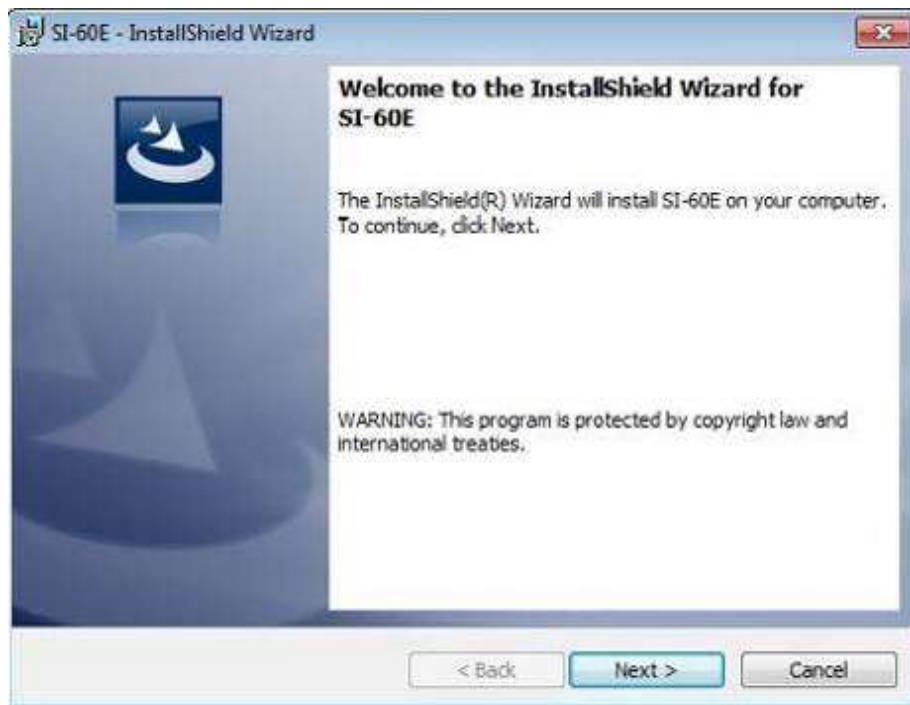 SI-60E - InstallShield Wizard
Welcome to the InstallShield Wizard for
SI-60E
The InstallShield(R) Wizard will install SI-60E on your computer.
To continue, click Next.
WARNING: This program is protected by copyright law and
international treaties.
< Back Next > Cancel